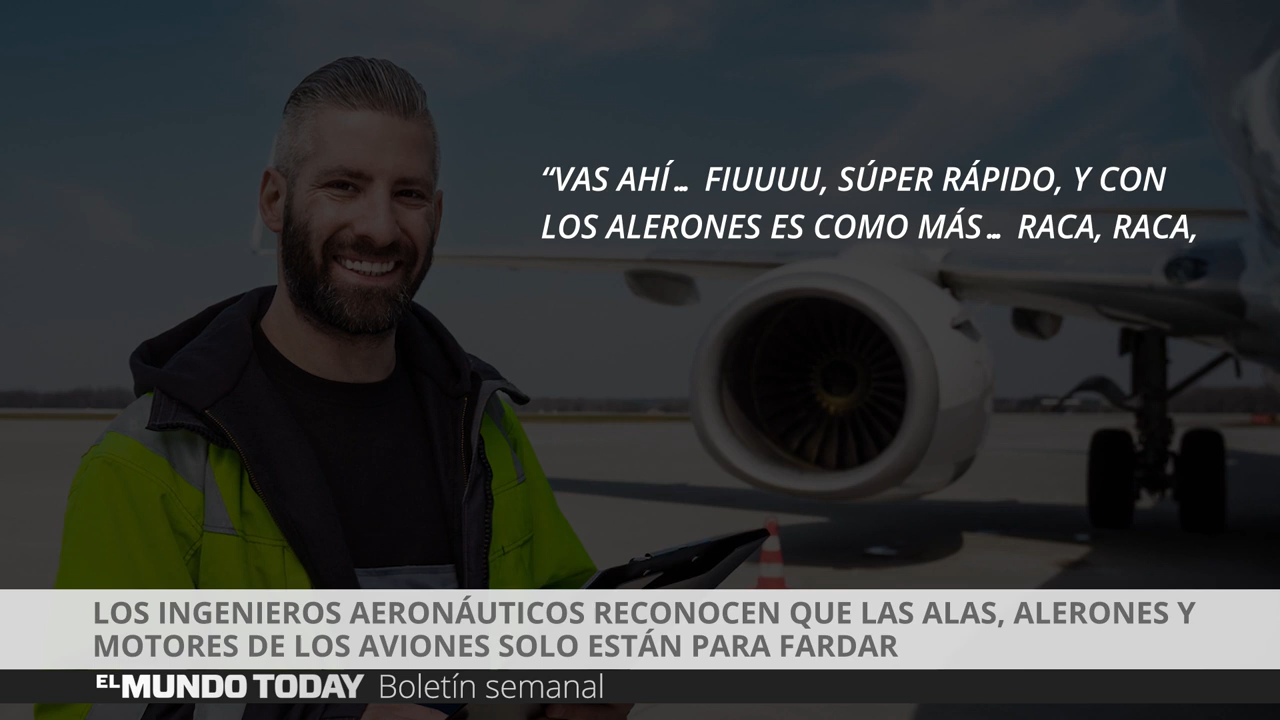 “VAS AHÍ... FIUUUU, SÚPER RÁPIDO, Y CON
LOS ALERONES ES COMO MÁS... RACA, RACA,
LOS INGENIEROS AERONÁUTICOS RECONOCEN QUE LAS ALAS, ALERONES Y
MOTORES DE LOS AVIONES SOLO ESTÁN PARA FARDAR
EL MUNDO TODAY Boletín semanal